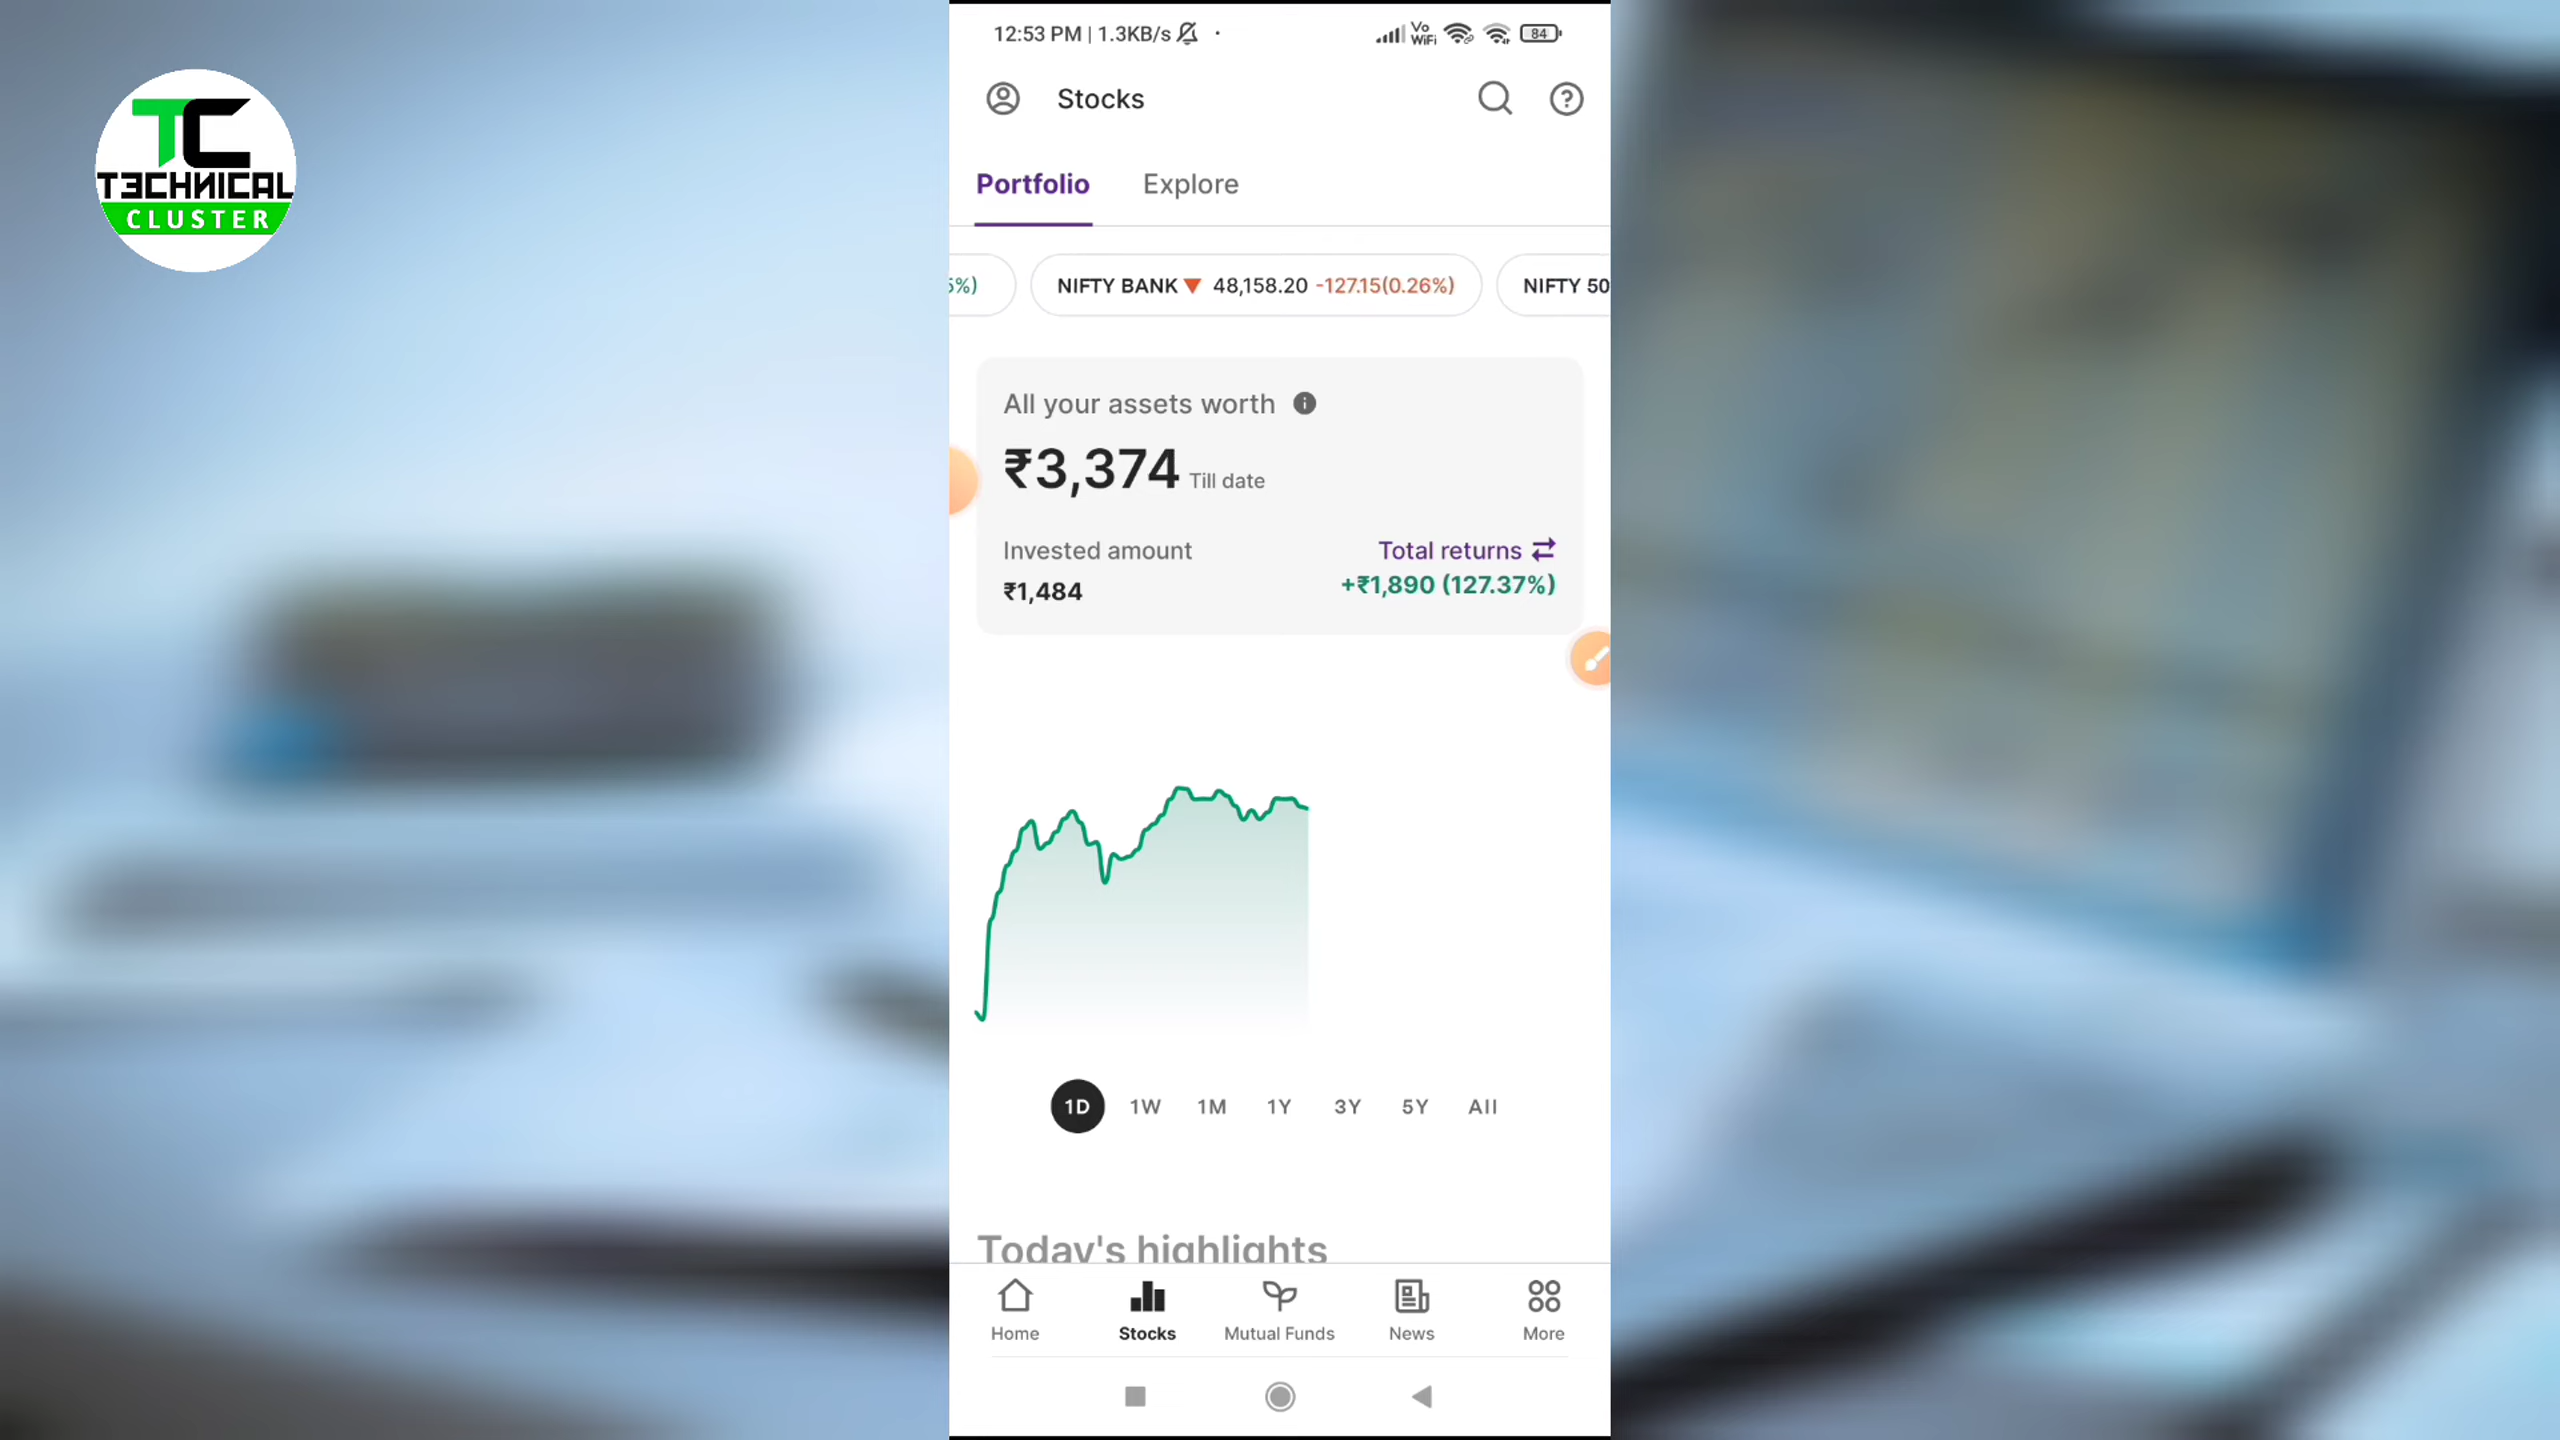 TC
TECHNICAL
CLUSTER
12:53 PM | 1.3KB/s
Vo
WiFi
84
Stocks
Portfolio Explore
5%) NIFTY BANK ▼ 48,158.20 -127.15(0.26%) NIFTY 50
All your assets worth
₹3,374 Till date
Invested amount Total returns
₹1,484 +₹1,890 (127.37%)
1D 1W 1M 1Y 3Y 5Y All
Today's highlights
Home Stocks Mutual Funds News More